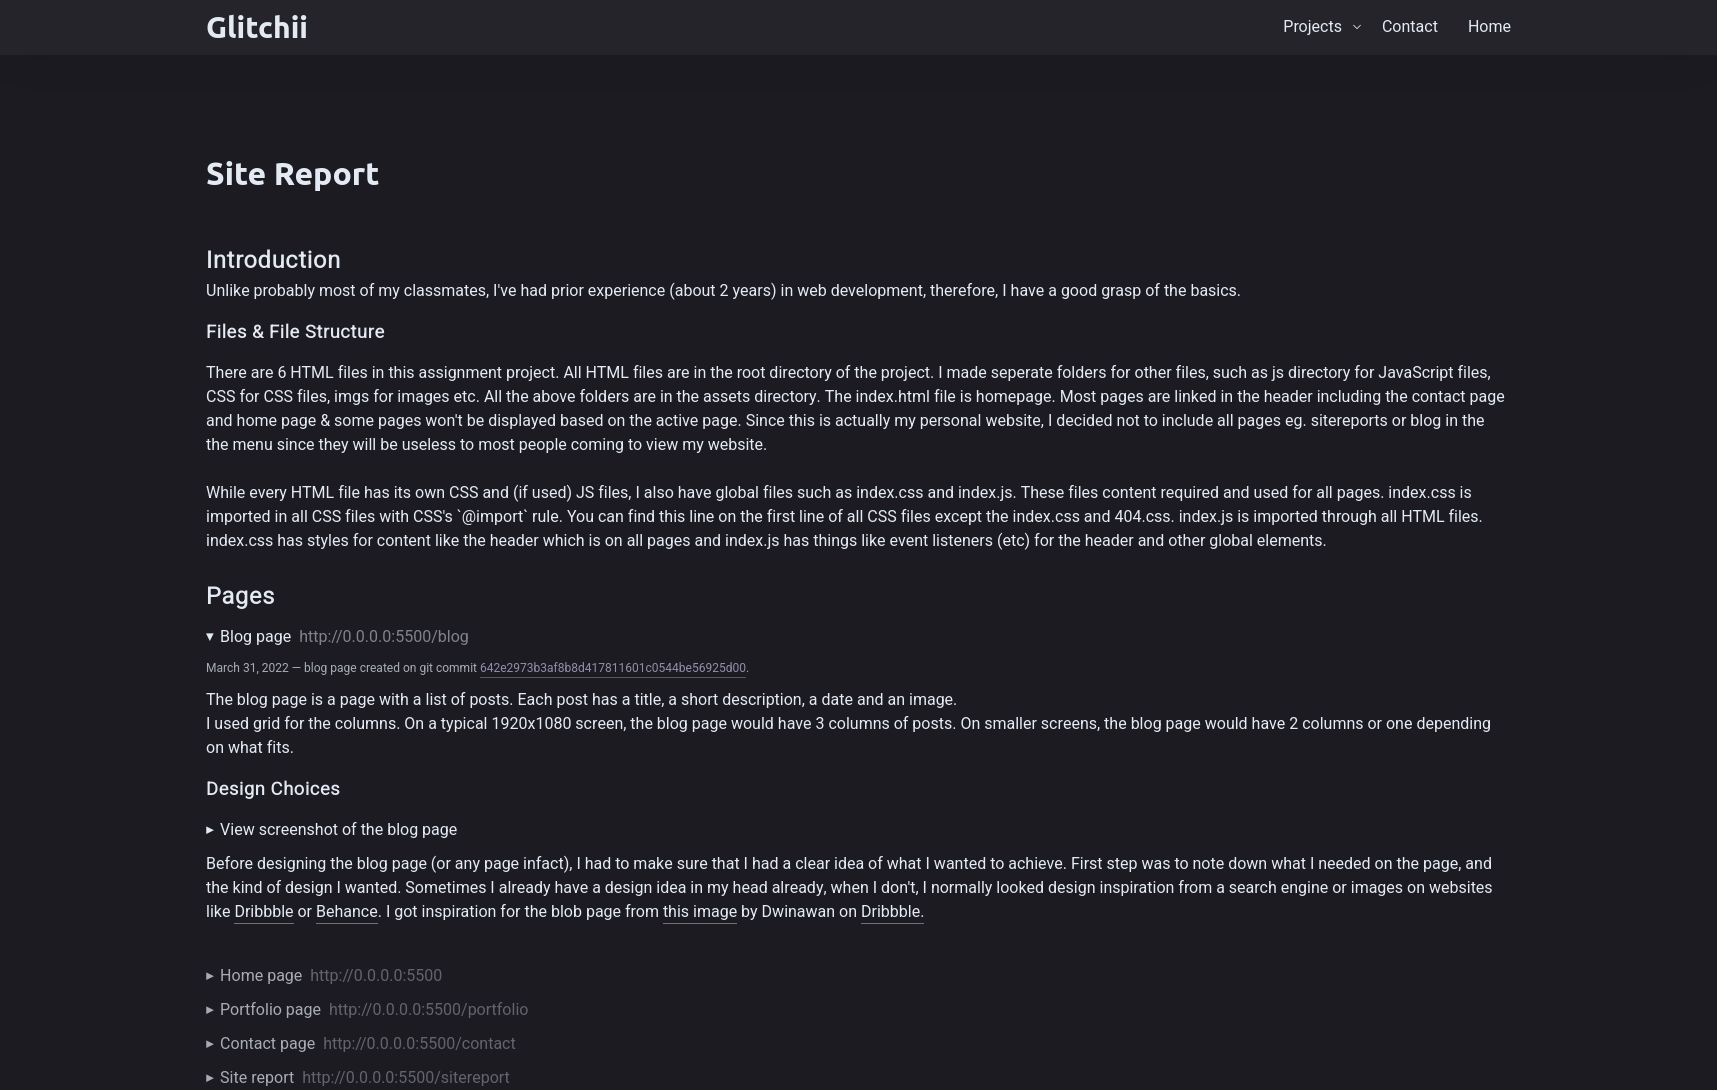 Glitchii
Projects Contact Home
Site Report
Introduction
Unlike probably most of my classmates, I've had prior experience (about 2 years) in web development, therefore, I have a good grasp of the basics.
Files & File Structure
There are 6 HTML files in this assignment project. All HTML files are in the root directory of the project. I made seperate folders for other files, such as js directory for JavaScript files,
CSS for CSS files, imgs for images etc. All the above folders are in the assets directory. The index.html file is homepage. Most pages are linked in the header including the contact page
and home page & some pages won't be displayed based on the active page. Since this is actually my personal website, I decided not to include all pages eg. sitereports or blog in the
the menu since they will be useless to most people coming to view my website.
While every HTML file has its own CSS and (if used) JS files, I also have global files such as index.css and index.js. These files content required and used for all pages. index.css is
imported in all CSS files with CSS's `@import` rule. You can find this line on the first line of all CSS files except the index.css and 404.css. index.js is imported through all HTML files.
index.css has styles for content like the header which is on all pages and index.js has things like event listeners (etc) for the header and other global elements.
Pages
▾ Blog page http://0.0.0.0:5500/blog
March 31, 2022 — blog page created on git commit 642e2973b3af8b8d417811601c0544be56925d00.
The blog page is a page with a list of posts. Each post has a title, a short description, a date and an image.
I used grid for the columns. On a typical 1920x1080 screen, the blog page would have 3 columns of posts. On smaller screens, the blog page would have 2 columns or one depending
on what fits.
Design Choices
▸ View screenshot of the blog page
Before designing the blog page (or any page infact), I had to make sure that I had a clear idea of what I wanted to achieve. First step was to note down what I needed on the page, and
the kind of design I wanted. Sometimes I already have a design idea in my head already, when I don't, I normally looked design inspiration from a search engine or images on websites
like Dribbble or Behance. I got inspiration for the blob page from this image by Dwinawan on Dribbble.
▸ Home page http://0.0.0.0:5500
▸ Portfolio page http://0.0.0.0:5500/portfolio
▸ Contact page http://0.0.0.0:5500/contact
▸ Site report http://0.0.0.0:5500/sitereport